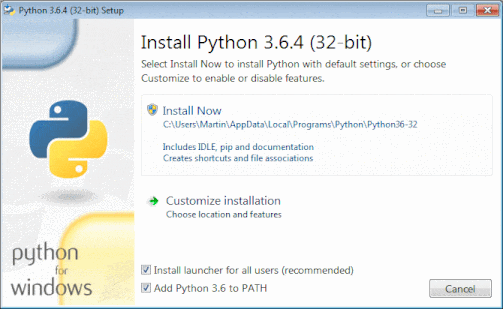 Python 3.6.4 (32-bit) Setup
Install Python 3.6.4 (32-bit)
Select Install Now to install Python with default settings, or choose
Customize to enable or disable features.
Install Now
C:\Users\Martin\AppData\Local\Programs\Python\Python36-32
Includes IDLE, pip and documentation
Creates shortcuts and file associations
Customize installation
Choose location and features
python
for
windows
Install launcher for all users (recommended)
Add Python 3.6 to PATH
Cancel